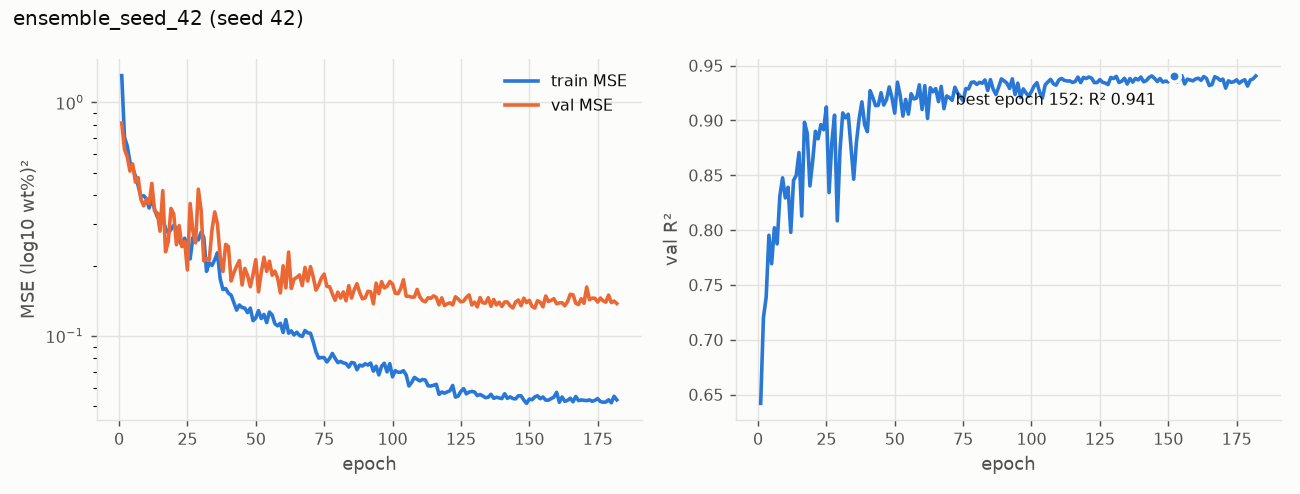 ensemble_seed_42 (seed 42)
train MSE
val MSE
MSE (log10 wt%)²
10⁰
10⁻¹
0 25 50 75 100 125 150 175
epoch
best epoch 152: R² 0.941
val R²
0.95
0.90
0.85
0.80
0.75
0.70
0.65
0 25 50 75 100 125 150 175
epoch